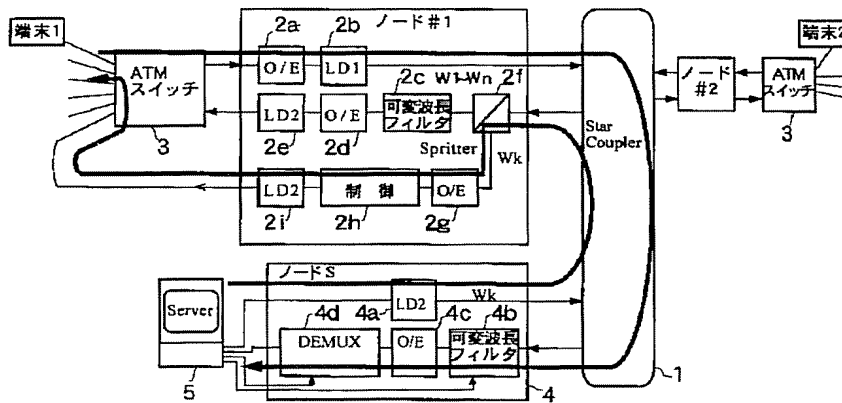 ノード#1
2a
2b
端末1
O/E
LD1
2c
W1~Wn
2f
端末2
ATM
スイッチ
3
LD2
2e
O/E
2d
可変波長
フィルタ
Spritter
Wk
Star
Coupler
ノード
#2
ATM
スイッチ
3
LD2
2i
制御
2h
O/E
2g
ノードS
Server
5
LD2
4a
Wk
4d
DEMUX
4c
O/E
4b
可変波長
フィルタ
4
1